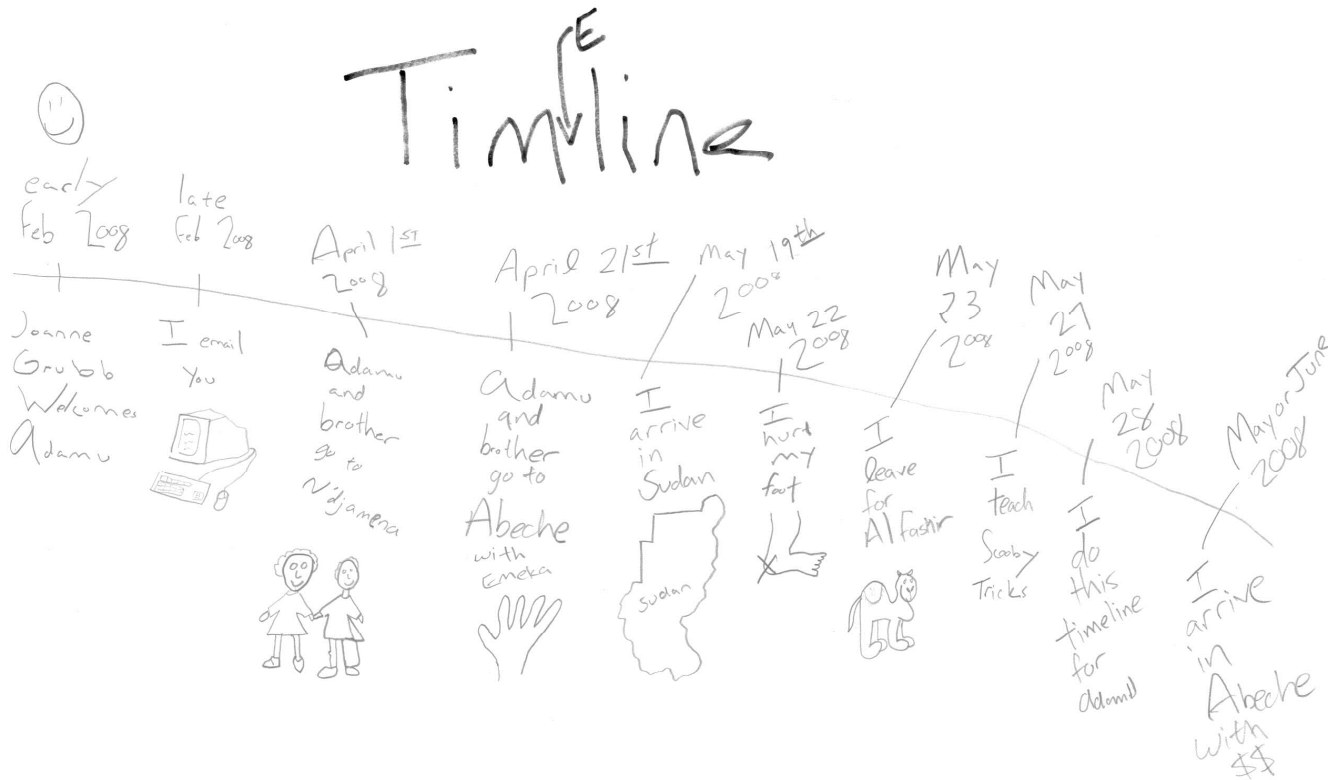 E
Timline
early
Feb 2008
Joanne
Grubb
Welcomes
Adamu
late
Feb 2008
I email
You
April 1st
2008
Adamu
and
brother
go to
N'djamena
April 21st
2008
Adamu
and
brother
go to
Abeche
with
Emeka
May 19th
2008
I
arrive
in
Sudan
Sudan
May 22
2008
I
hurt
my
foot
May
23
2008
I
leave
for
Al Fashir
May
27
2008
I
teach
Scooby
Tricks
May
28
2008
I
do
this
timeline
for
Adamu
May or June
2008
I
arrive
in
Abeche
with
$$